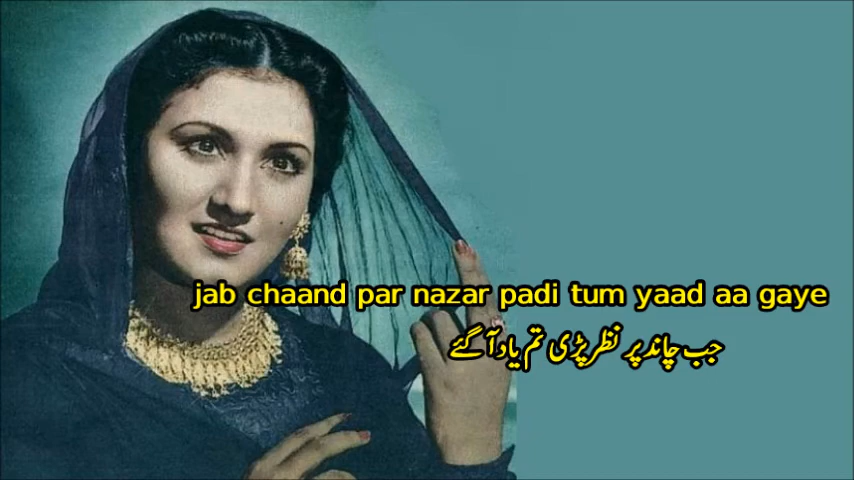 jab chaand par nazar padi tum yaad aa gaye
جب چاند پر نظر پڑی تم یاد آ گئے